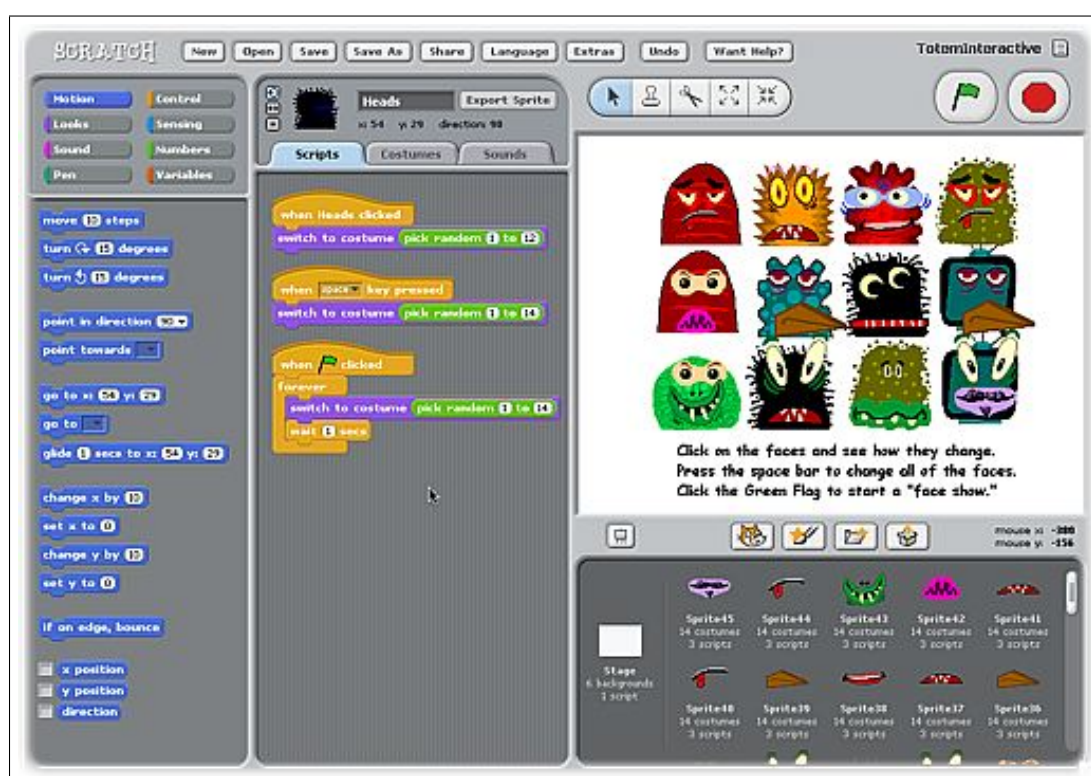 SCRATCH New Open Save Save As Share Language Extras Undo Want Help? TotemInteractive
Motion Control
Looks Sensing
Sound Numbers
Pen Variables
move 10 steps
turn 15 degrees
turn 15 degrees
point in direction 90
point towards
go to x: 54 y: 29
go to
glide 1 secs to x: 54 y: 29
change x by 10
set x to 0
change y by 10
set y to 0
if on edge, bounce
x position
y position
direction
Heads Export Sprite
x: 54 y: 29 direction: 90
Scripts Costumes Sounds
when Heads clicked
switch to costume pick random 1 to 12
when space key pressed
switch to costume pick random 1 to 14
when clicked
forever
switch to costume pick random 1 to 14
wait 1 secs
Click on the faces and see how they change.
Press the space bar to change all of the faces.
Click the Green Flag to start a "face show."
mouse x:
mouse y: -156
Stage
6 backgrounds
1 script
Sprite45 Sprite44 Sprite43 Sprite42 Sprite41
14 costumes 14 costumes 14 costumes 14 costumes 14 costumes
3 scripts 3 scripts 3 scripts 3 scripts 3 scripts
Sprite40 Sprite39 Sprite38 Sprite37 Sprite36
14 costumes 14 costumes 14 costumes 14 costumes 14 costumes
3 scripts 3 scripts 3 scripts 3 scripts 3 scripts